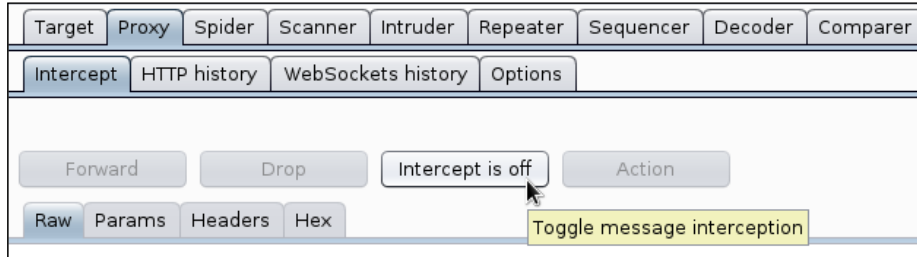 Target Proxy Spider Scanner Intruder Repeater Sequencer Decoder Comparer
Intercept HTTP history WebSockets history Options
Forward Drop Intercept is off Action
Raw Params Headers Hex
Toggle message interception